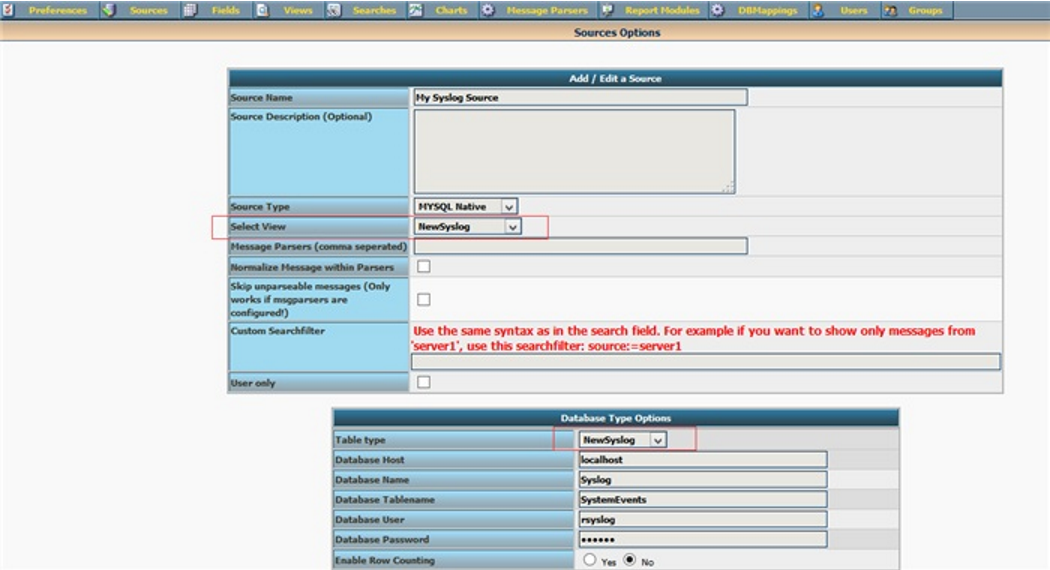 Preferences Sources Fields Views Searches Charts Message Parsers Report Modules DBMappings Users Groups
Sources Options
Add / Edit a Source
Source Name My Syslog Source
Source Description (Optional)
Source Type MYSQL Native
Select View NewSyslog
Message Parsers (comma seperated)
Normalize Message within Parsers
Skip unparseable messages (Only
works if msgparsers are
configured!)
Custom Searchfilter Use the same syntax as in the search field. For example if you want to show only messages from
'server1', use this searchfilter: source:=server1
User only
Database Type Options
Table type NewSyslog
Database Host localhost
Database Name Syslog
Database Tablename SystemEvents
Database User rsyslog
Database Password ••••••
Enable Row Counting Yes No